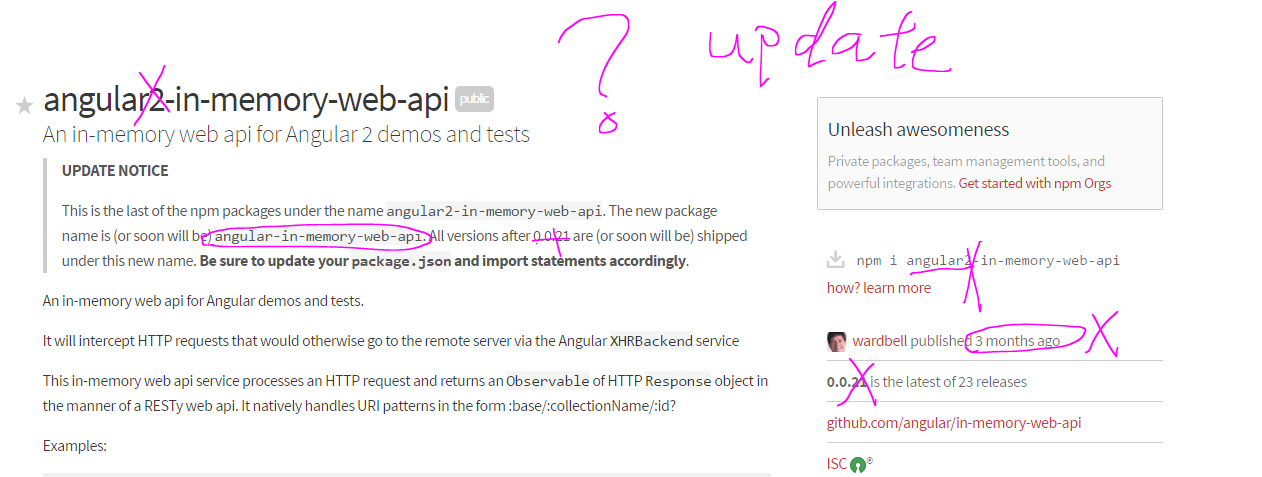 ? update
angular2-in-memory-web-api public
An in-memory web api for Angular 2 demos and tests
UPDATE NOTICE
This is the last of the npm packages under the name angular2-in-memory-web-api. The new package
name is (or soon will be) angular-in-memory-web-api. All versions after 0.0.21 are (or soon will be) shipped
under this new name. Be sure to update your package.json and import statements accordingly.
An in-memory web api for Angular demos and tests.
It will intercept HTTP requests that would otherwise go to the remote server via the Angular XHRBackend service
This in-memory web api service processes an HTTP request and returns an Observable of HTTP Response object in
the manner of a RESTy web api. It natively handles URI patterns in the form :base/:collectionName/:id?
Examples:
Unleash awesomeness
Private packages, team management tools, and
powerful integrations. Get started with npm Orgs
npm i angular2-in-memory-web-api
how? learn more
wardbell published 3 months ago X
0.0.21 is the latest of 23 releases
github.com/angular/in-memory-web-api
ISC ®